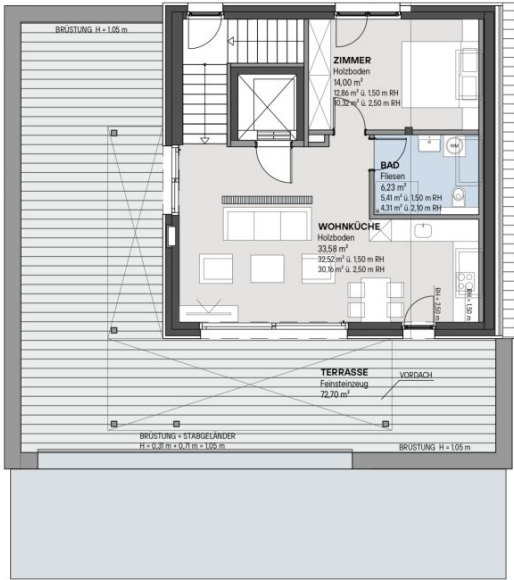 BRÜSTUNG H = 1.05 m
ZIMMER
Holzboden
14,00 m²
12,86 m² ü. 1,50 m RH
10,32 m² ü. 2,50 m RH
WM
BAD
Fliesen
6,23 m²
5,41 m² ü. 1,50 m RH
4,31 m² ü. 2,10 m RH
WOHNKÜCHE
Holzboden
33,58 m²
32,52 m² ü. 1,50 m RH
30,16 m² ü. 2,50 m RH
RH = 2,50 m
RH = 1,50 m
TERRASSE
Feinsteinzeug
72,70 m²
VORDACH
BRÜSTUNG + STABGELÄNDER
H = 0,31 m + 0,71 m = 1,05 m
BRÜSTUNG H = 1,05 m